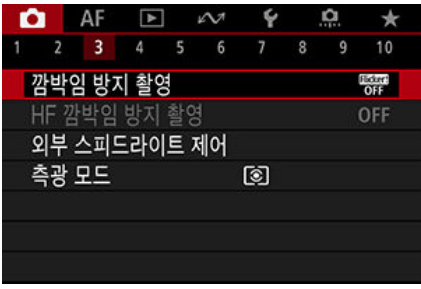 AF
1 2 3 4 5 6 7 8 9 10
깜박임 방지 촬영 Flicker! OFF
HF 깜박임 방지 촬영 OFF
외부 스피드라이트 제어
측광 모드